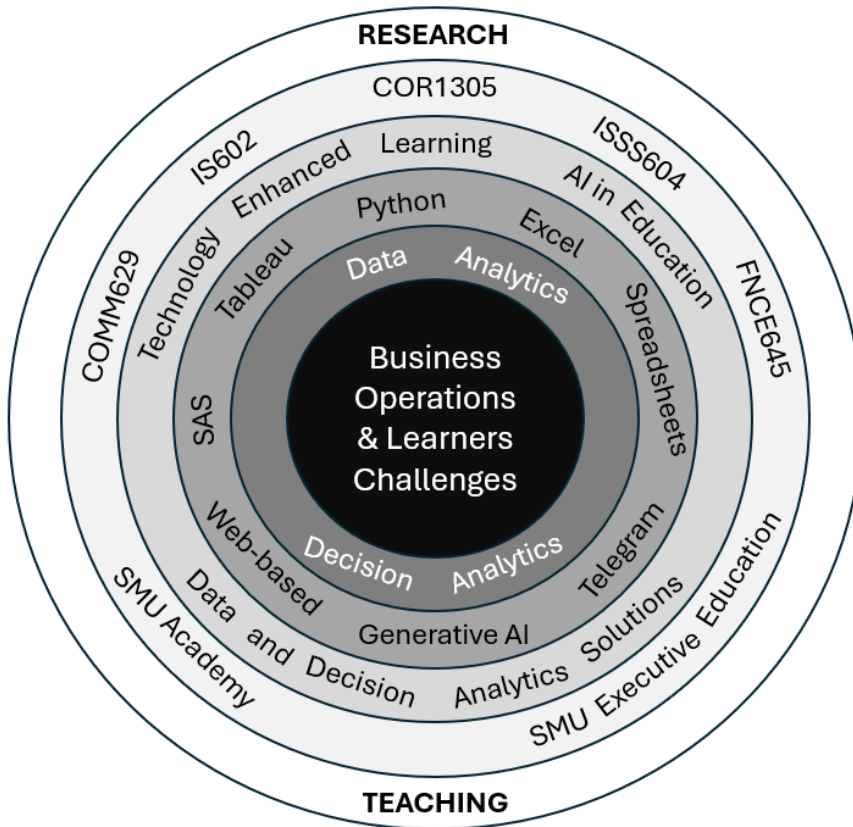 RESEARCH
COR1305
IS602
ISSS604
COMM629
FNCE645
SMU Academy
SMU Executive Education
Technology Enhanced Learning
AI in Education
Data and Decision Analytics Solutions
Python
Excel
Tableau
Spreadsheets
SAS
Web-based
Telegram
Generative AI
Data Analytics
Decision Analytics
Business
Operations
& Learners
Challenges
TEACHING